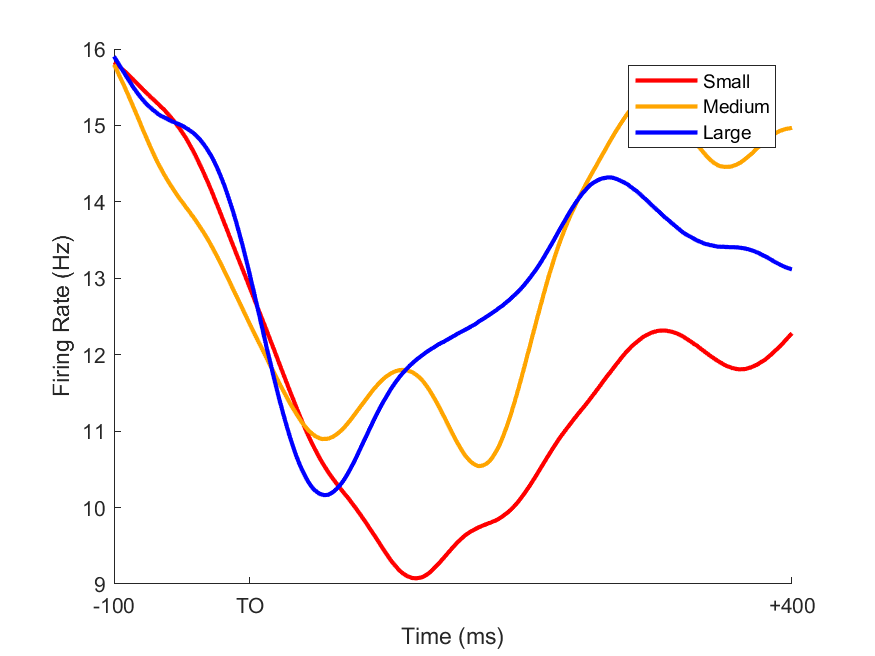 16
15
14
13
12
11
10
9
Firing Rate (Hz)
Small
Medium
Large
-100 TO +400
Time (ms)